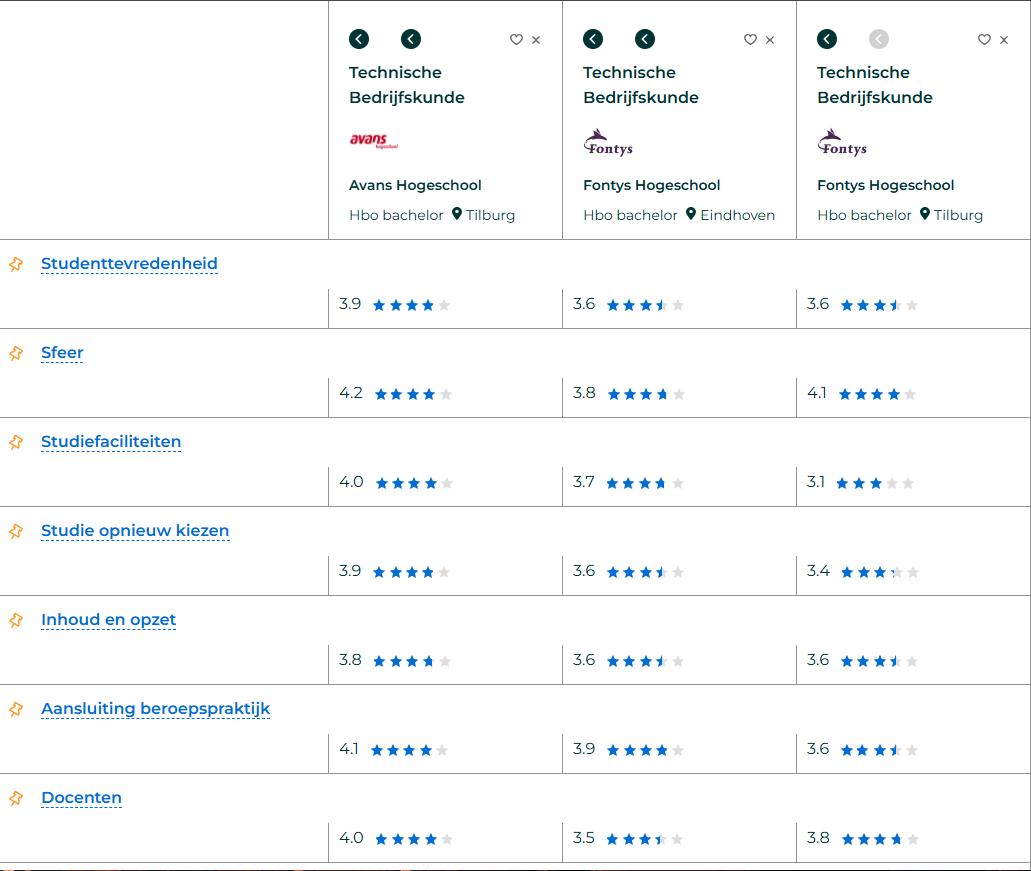 Technische
Bedrijfskunde
avans
hogeschool
Avans Hogeschool
Hbo bachelor Tilburg
Technische
Bedrijfskunde
Fontys
Fontys Hogeschool
Hbo bachelor Eindhoven
Technische
Bedrijfskunde
Fontys
Fontys Hogeschool
Hbo bachelor Tilburg
Studenttevredenheid
3.9 3.6 3.6
Sfeer
4.2 3.8 4.1
Studiefaciliteiten
4.0 3.7 3.1
Studie opnieuw kiezen
3.9 3.6 3.4
Inhoud en opzet
3.8 3.6 3.6
Aansluiting beroepspraktijk
4.1 3.9 3.6
Docenten
4.0 3.5 3.8